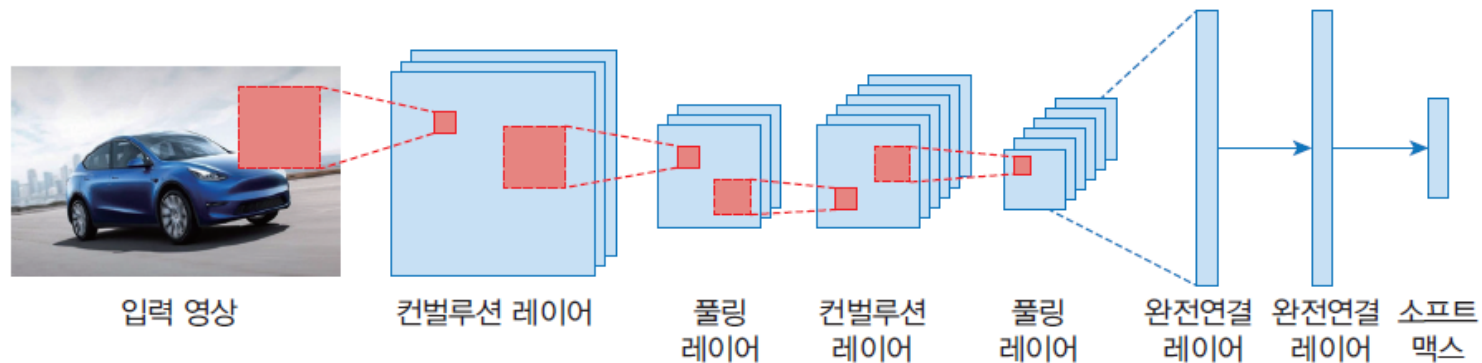 입력 영상
컨벌루션 레이어
풀링
레이어
컨벌루션
레이어
풀링
레이어
완전연결
레이어
완전연결
레이어
소프트
맥스